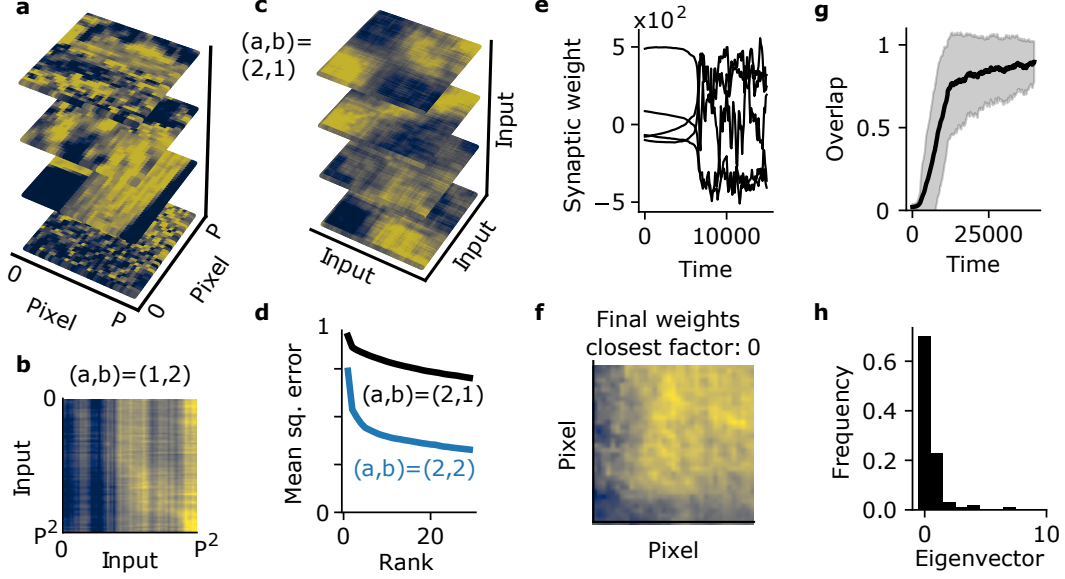 a
0
Pixel
P
0
Pixel
P
b
(a,b)=(1,2)
0
Input
P²
0
Input
P²
c
(a,b)=
(2,1)
Input
Input
Input
d
1
Mean sq. error
(a,b)=(2,1)
(a,b)=(2,2)
0
0
20
Rank
e
×10²
5
Synaptic weight
0
−5
0
10000
Time
f
Final weights
closest factor: 0
Pixel
Pixel
g
1
Overlap
0.5
0
0
25000
Time
h
0.6
0.4
0.2
0.0
Frequency
0
10
Eigenvector